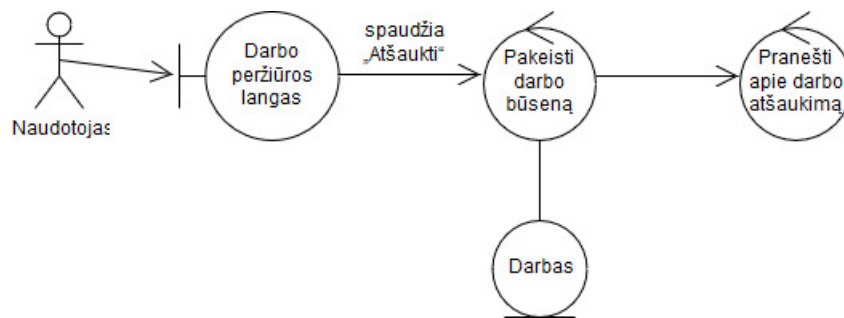 Naudotojas
Darbo
peržiūros
langas
spaudžia
„Atšaukti“
Pakeisti
darbo
būseną
Pranešti
apie darbo
atšaukimą
Darbas